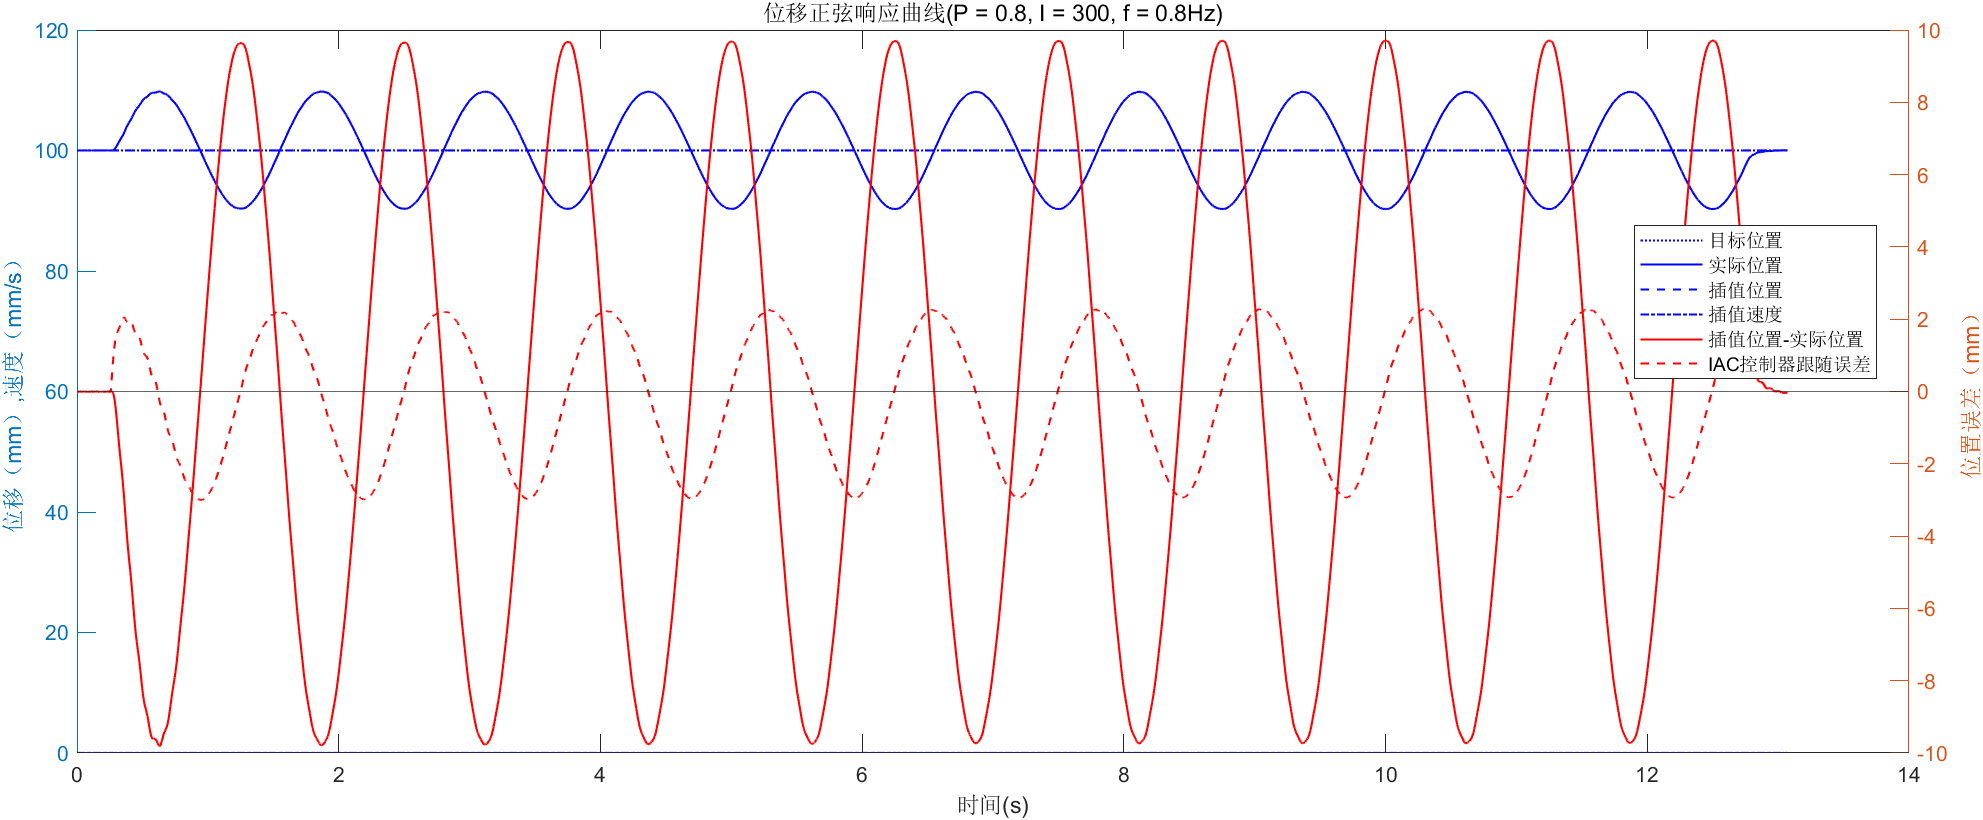 位移正弦响应曲线(P = 0.8, I = 300, f = 0.8Hz)
120
100
80
60
40
20
0
位移（mm）,速度（mm/s）
10
8
6
4
2
0
-2
-4
-6
-8
-10
位置误差（mm）
目标位置
实际位置
插值位置
插值速度
插值位置-实际位置
IAC控制器跟随误差
0 2 4 6 8 10 12 14
时间(s)